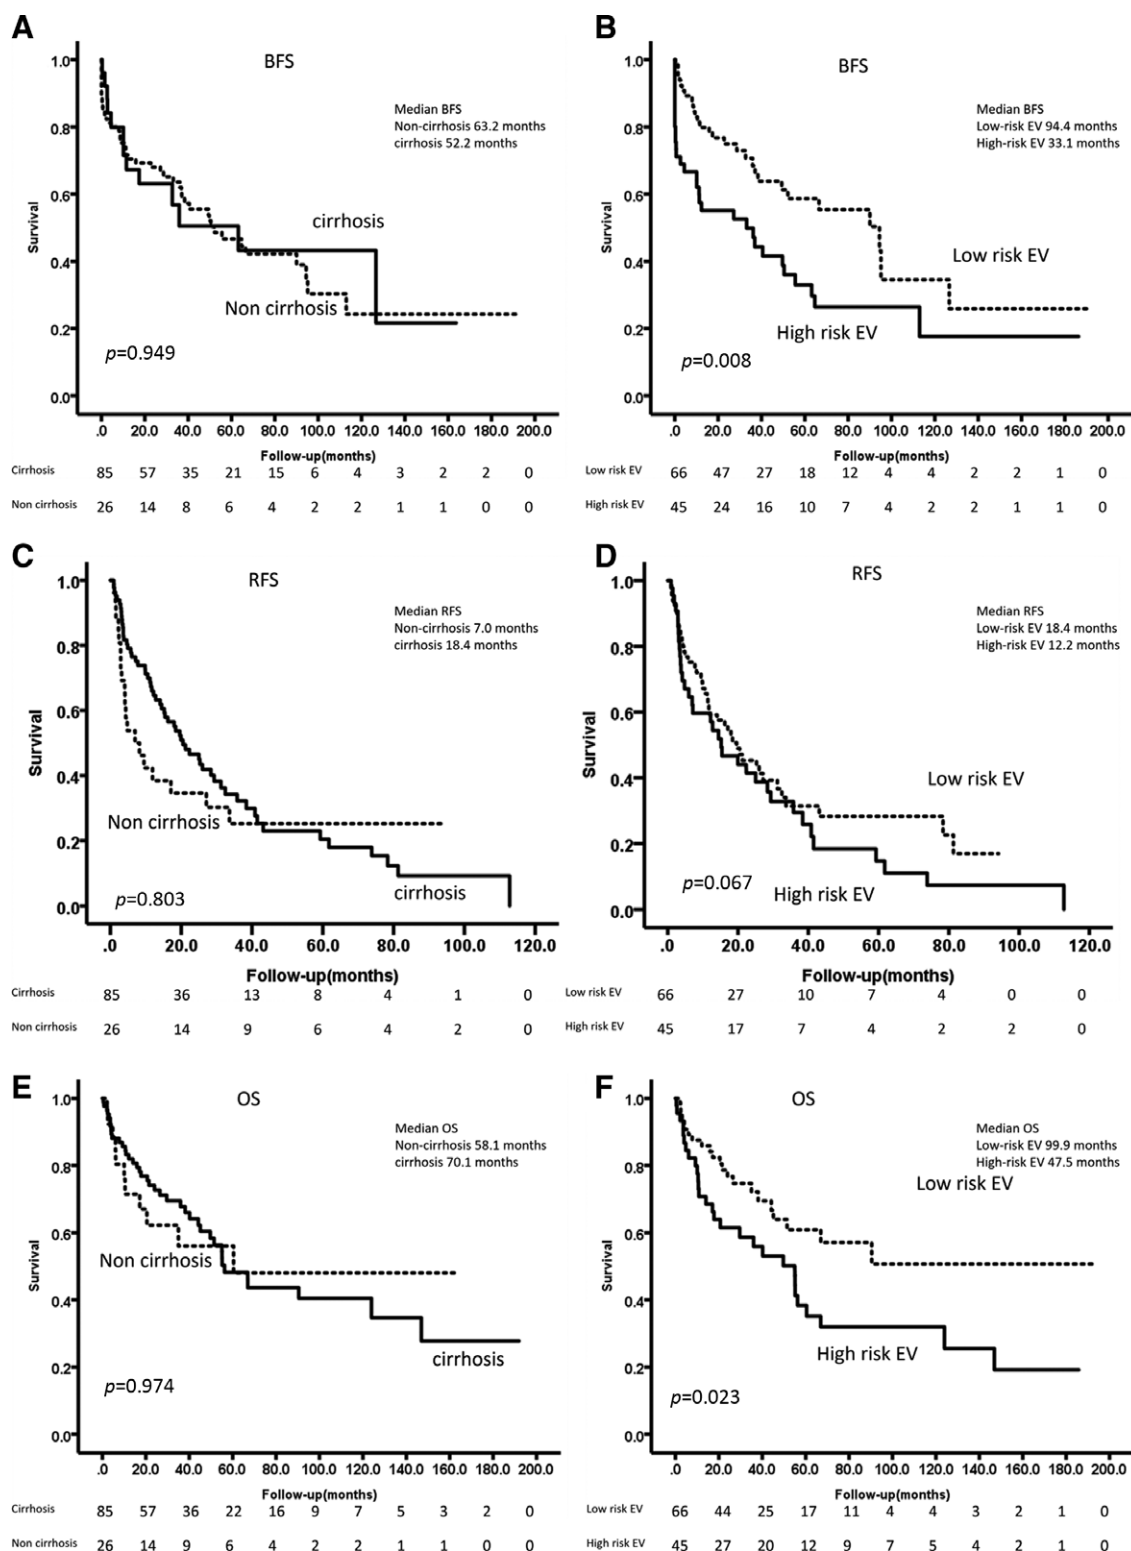 A
BFS
Median BFS
Non-cirrhosis 63.2 months
cirrhosis 52.2 months
1.0
0.8
0.6
0.4
0.2
0.0
Survival
cirrhosis
Non cirrhosis
p=0.949
.0 20.0 40.0 60.0 80.0 100.0 120.0 140.0 160.0 180.0 200.0
Follow-up(months)
Cirrhosis 85 57 35 21 15 6 4 3 2 2 0
Non cirrhosis 26 14 8 6 4 2 2 1 1 0 0
B
BFS
Median BFS
Low-risk EV 94.4 months
High-risk EV 33.1 months
1.0
0.8
0.6
0.4
0.2
0.0
Survival
Low risk EV
High risk EV
p=0.008
.0 20.0 40.0 60.0 80.0 100.0 120.0 140.0 160.0 180.0 200.0
Follow-up(months)
Low risk EV 66 47 27 18 12 4 4 2 2 1 0
High risk EV 45 24 16 10 7 4 2 2 1 1 0
C
RFS
Median RFS
Non-cirrhosis 7.0 months
cirrhosis 18.4 months
1.0
0.8
0.6
0.4
0.2
0.0
Survival
Non cirrhosis
cirrhosis
p=0.803
.0 20.0 40.0 60.0 80.0 100.0 120.0
Follow-up(months)
Cirrhosis 85 36 13 8 4 1 0
Non cirrhosis 26 14 9 6 4 2 0
D
RFS
Median RFS
Low-risk EV 18.4 months
High-risk EV 12.2 months
1.0
0.8
0.6
0.4
0.2
0.0
Survival
Low risk EV
High risk EV
p=0.067
.0 20.0 40.0 60.0 80.0 100.0 120.0
Follow-up(months)
Low risk EV 66 27 10 7 4 0 0
High risk EV 45 17 7 4 2 2 0
E
OS
Median OS
Non-cirrhosis 58.1 months
cirrhosis 70.1 months
1.0
0.8
0.6
0.4
0.2
0.0
Survival
Non cirrhosis
cirrhosis
p=0.974
.0 20.0 40.0 60.0 80.0 100.0 120.0 140.0 160.0 180.0 200.0
Follow-up(months)
Cirrhosis 85 57 36 22 16 9 7 5 3 2 0
Non cirrhosis 26 14 9 6 4 2 2 1 1 0 0
F
OS
Median OS
Low-risk EV 99.9 months
High-risk EV 47.5 months
1.0
0.8
0.6
0.4
0.2
0.0
Survival
Low risk EV
High risk EV
p=0.023
.0 20.0 40.0 60.0 80.0 100.0 120.0 140.0 160.0 180.0 200.0
Follow-up(months)
Low risk EV 66 44 25 17 11 4 4 3 2 1 0
High risk EV 45 27 20 12 9 7 5 4 2 1 0